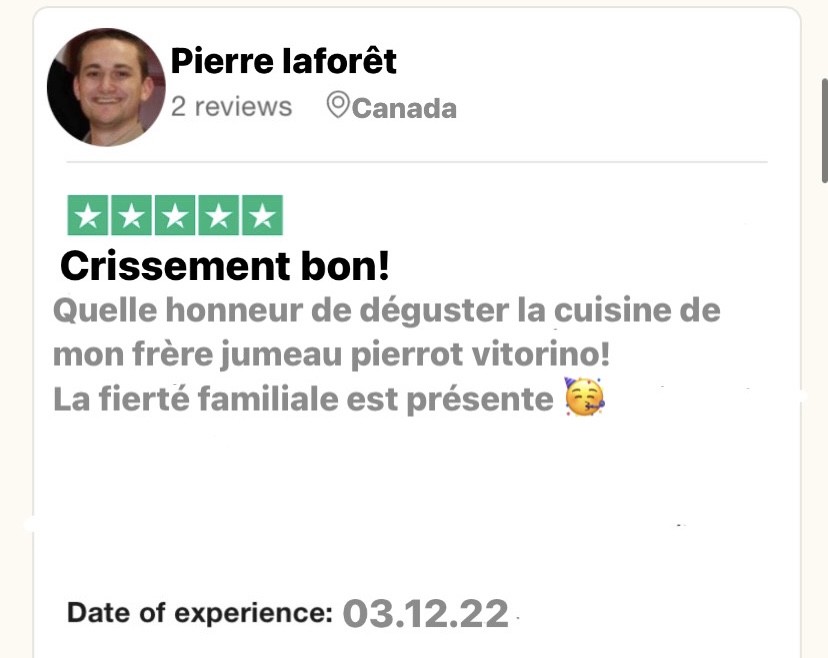 Pierre laforêt
2 reviews Canada
Crissement bon!
Quelle honneur de déguster la cuisine de
mon frère jumeau pierrot vitorino!
La fierté familiale est présente 🥳
Date of experience: 03.12.22